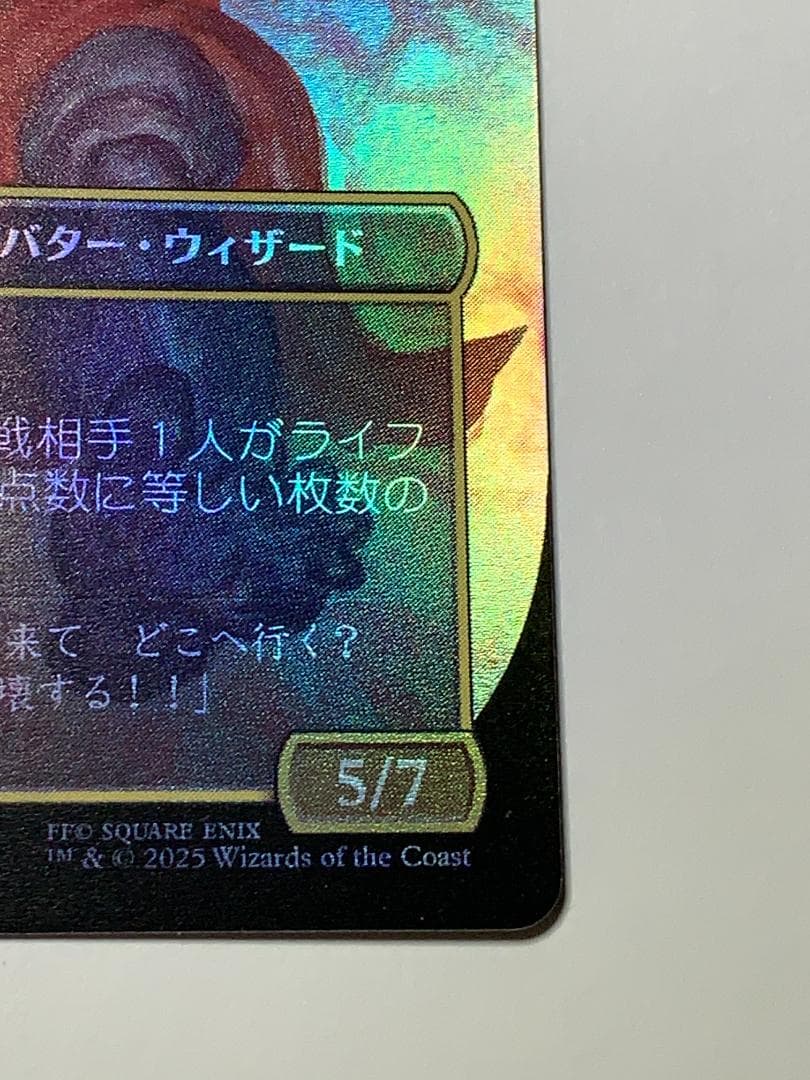 バター・ウィザード
戦相手1人がライフ
点数に等しい枚数の
来て どこへ行く?
壊する!!」
5/7
FF© SQUARE ENIX
™ & © 2025 Wizards of the Coast